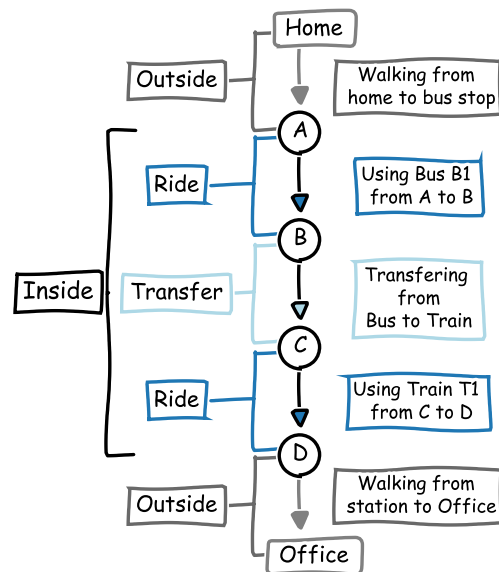 Home
Outside
Walking from
home to bus stop
A
Ride
Using Bus B1
from A to B
B
Inside
Transfer
Transfering
from
Bus to Train
C
Ride
Using Train T1
from C to D
D
Outside
Walking from
station to Office
Office